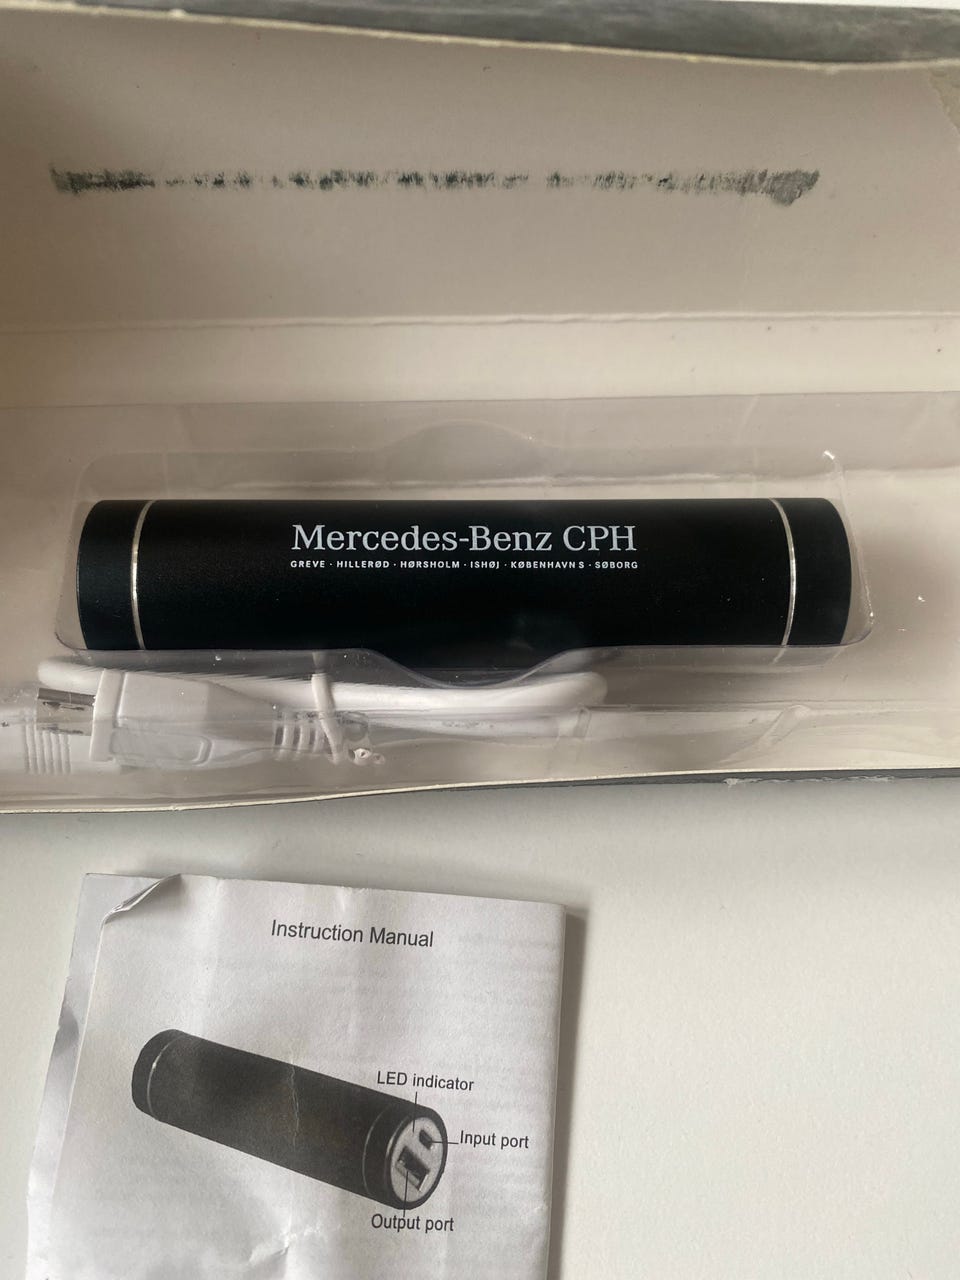 Mercedes-Benz CPH
GREVE · HILLERØD · HØRSHOLM · ISHØJ · KØBENHAVN S · SØBORG
Instruction Manual
LED indicator
Input port
Output port